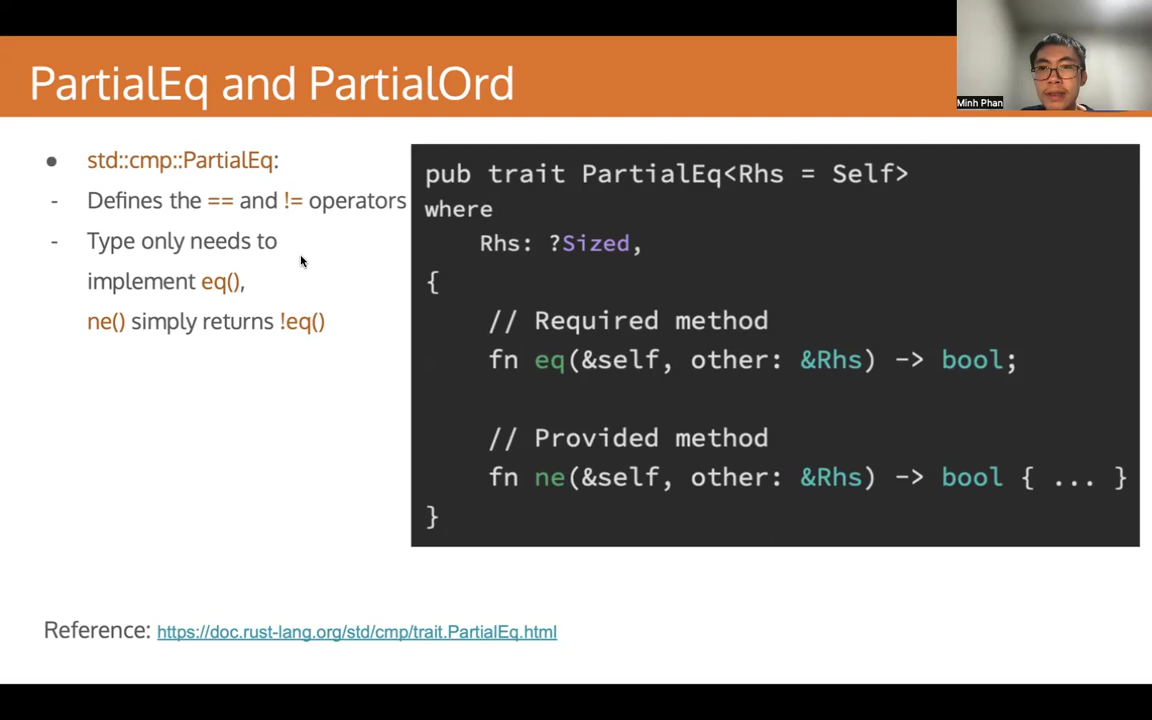 PartialEq and PartialOrd
Minh Phan
● std::cmp::PartialEq:
- Defines the == and != operators
- Type only needs to
implement eq(),
ne() simply returns !eq()
pub trait PartialEq<Rhs = Self>
where
Rhs: ?Sized,
{
// Required method
fn eq(&self, other: &Rhs) -> bool;
// Provided method
fn ne(&self, other: &Rhs) -> bool { ... }
}
Reference: https://doc.rust-lang.org/std/cmp/trait.PartialEq.html